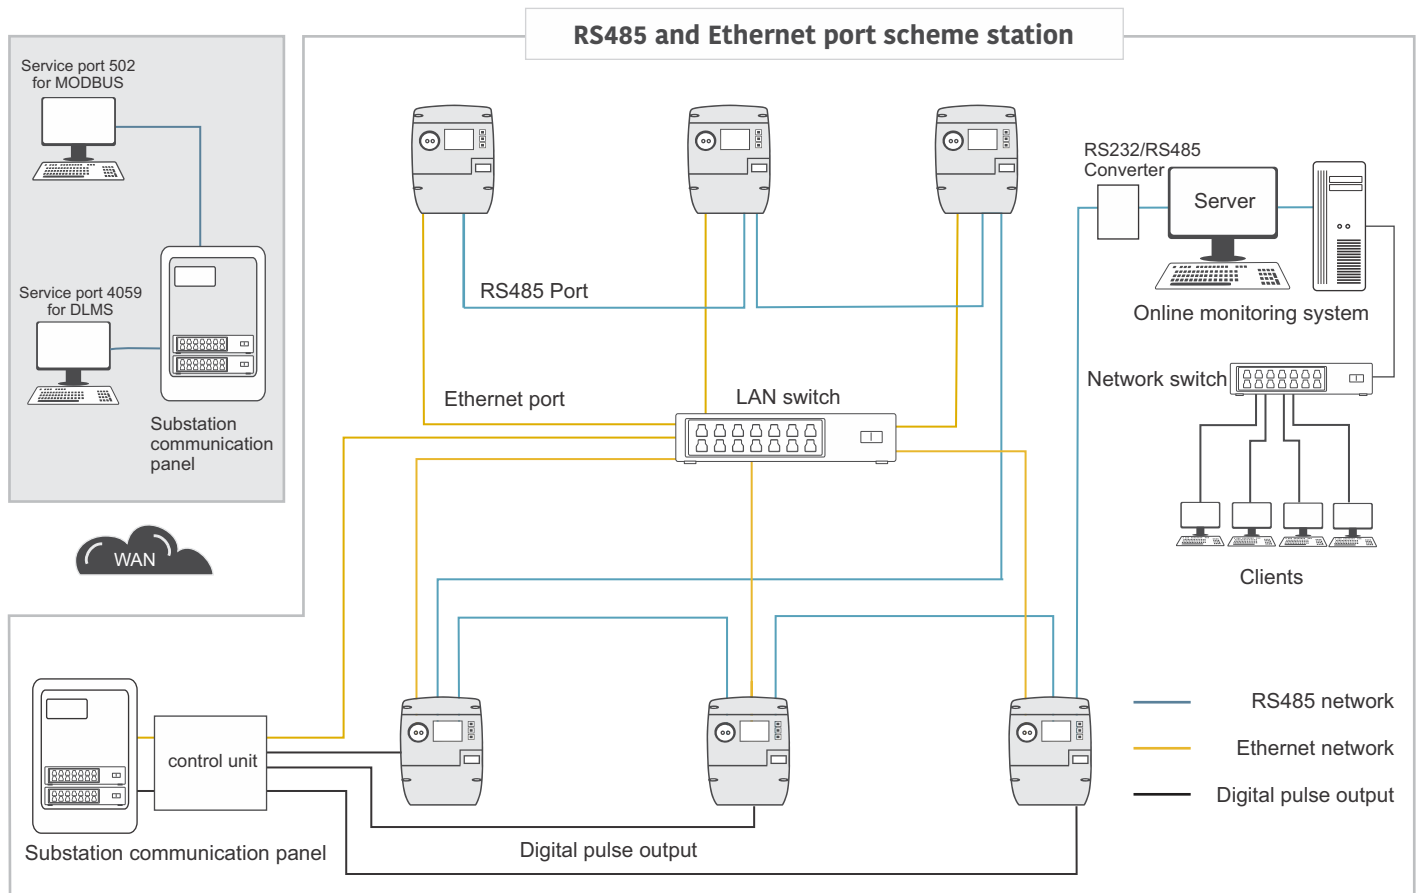 RS485 and Ethernet port scheme station
Service port 502
for MODBUS
Service port 4059
for DLMS
Substation
communication
panel
WAN
RS232/RS485
Converter
Server
Online monitoring system
RS485 Port
Ethernet port
LAN switch
Network switch
Clients
control unit
Substation communication panel
Digital pulse output
RS485 network
Ethernet network
Digital pulse output